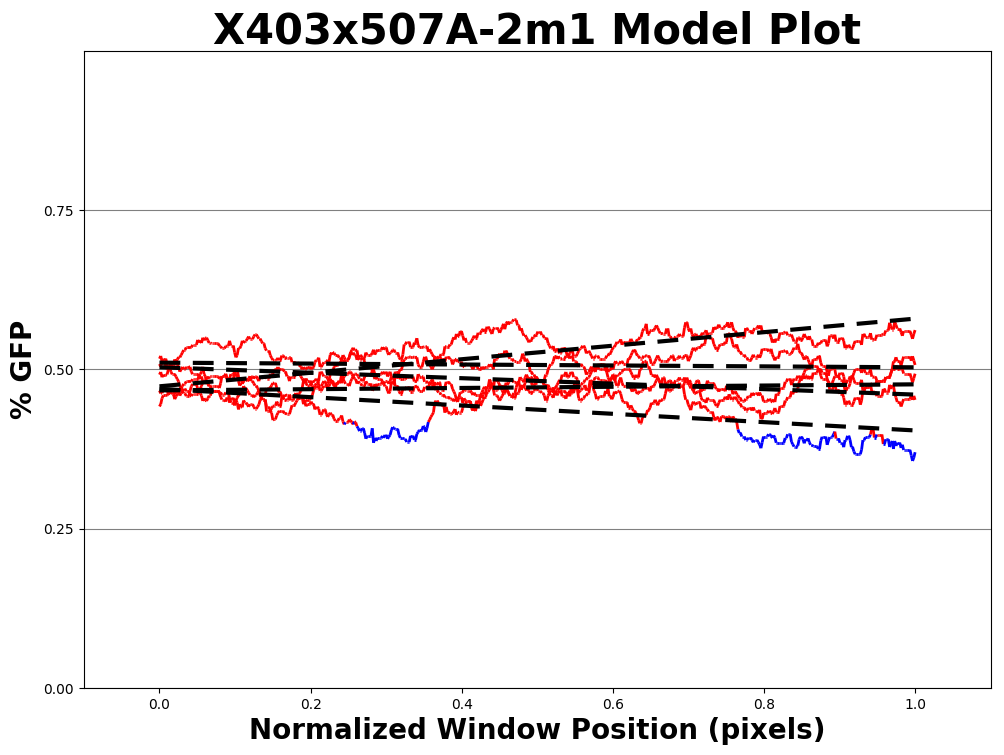 X403x507A-2m1 Model Plot
% GFP
0.75
0.50
0.25
0.00
0.0 0.2 0.4 0.6 0.8 1.0
Normalized Window Position (pixels)